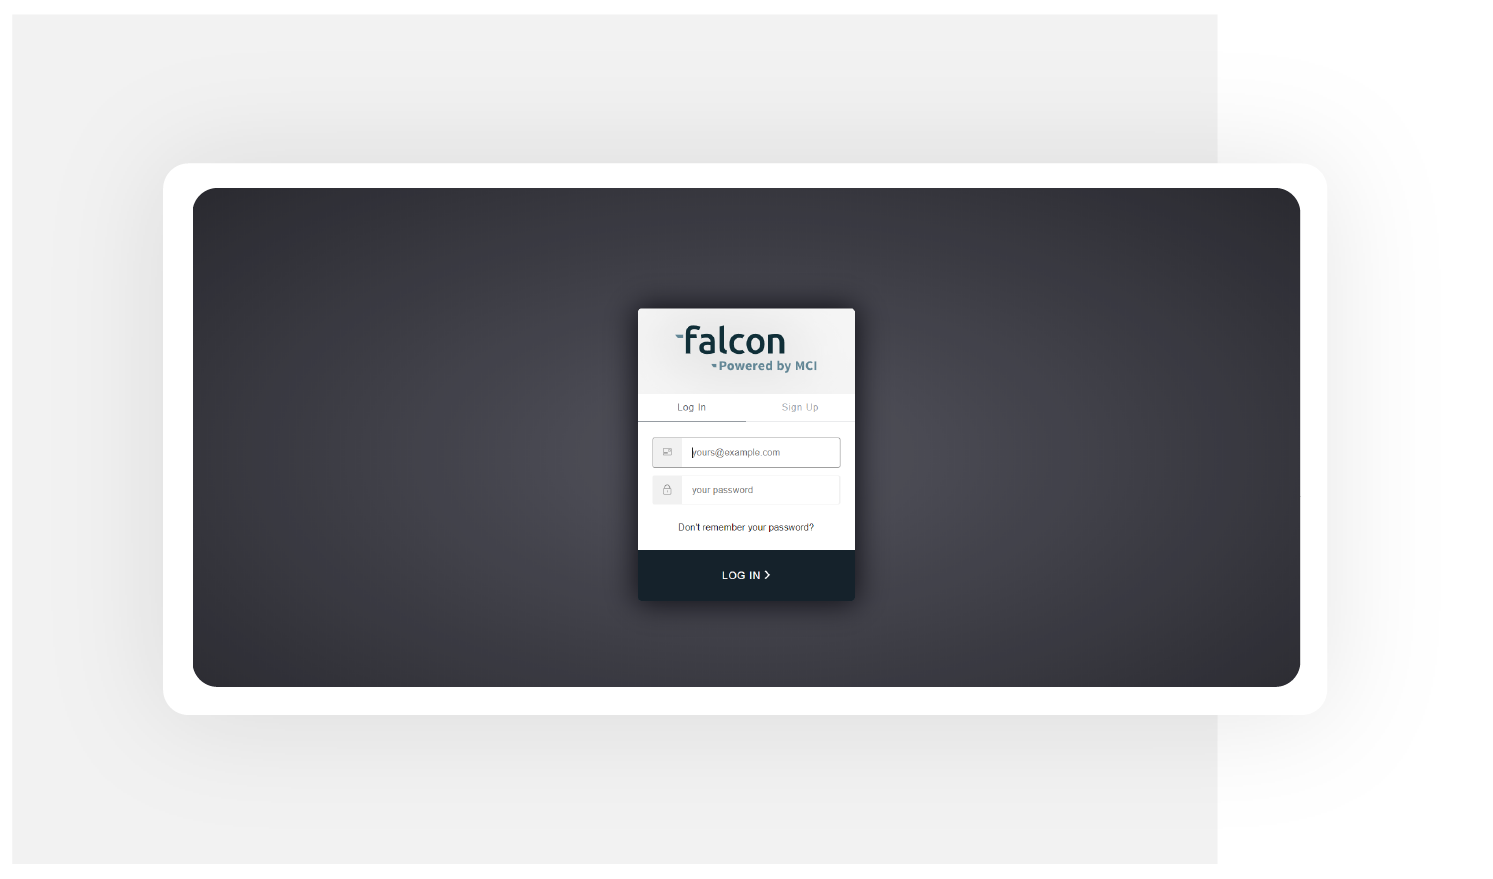 falcon
Powered by MCI
Log In
Sign Up
yours@example.com
your password
Don't remember your password?
LOG IN